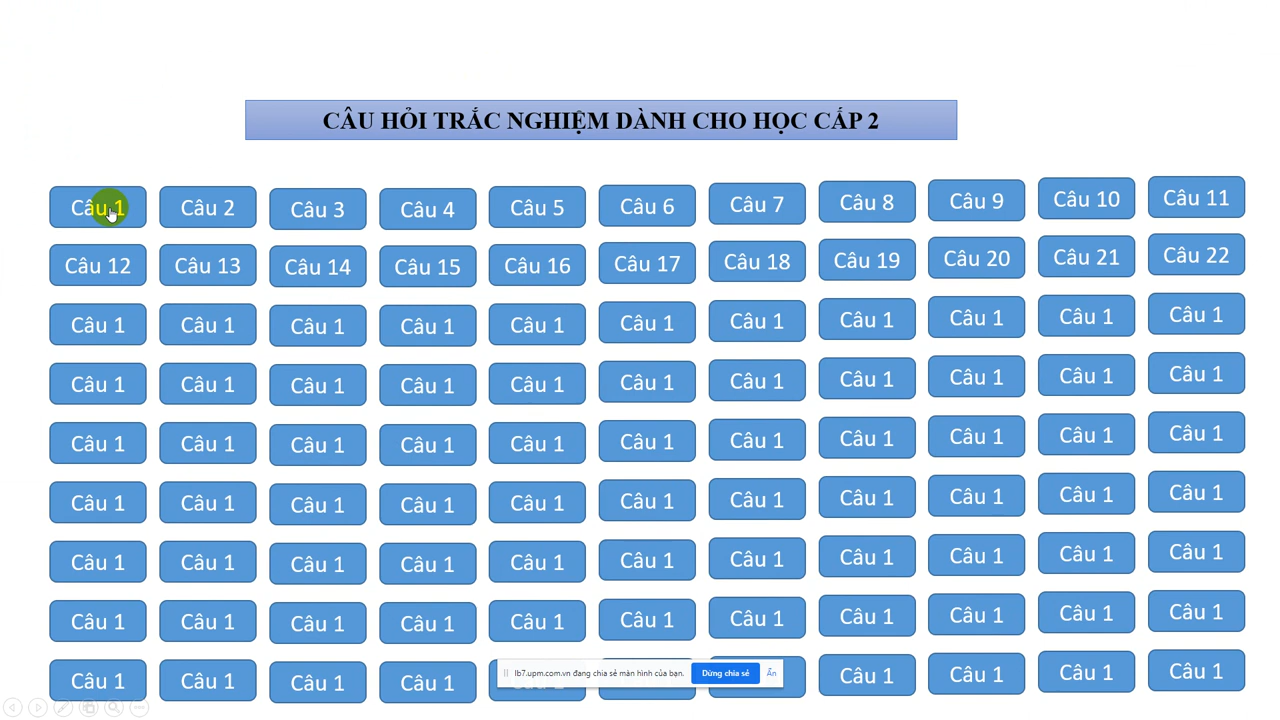 CÂU HỎI TRẮC NGHIỆM DÀNH CHO HỌC CẤP 2
Câu 1 Câu 2 Câu 3 Câu 4 Câu 5 Câu 6 Câu 7 Câu 8 Câu 9 Câu 10 Câu 11
Câu 12 Câu 13 Câu 14 Câu 15 Câu 16 Câu 17 Câu 18 Câu 19 Câu 20 Câu 21 Câu 22
Câu 1 Câu 1 Câu 1 Câu 1 Câu 1 Câu 1 Câu 1 Câu 1 Câu 1 Câu 1 Câu 1
Câu 1 Câu 1 Câu 1 Câu 1 Câu 1 Câu 1 Câu 1 Câu 1 Câu 1 Câu 1 Câu 1
Câu 1 Câu 1 Câu 1 Câu 1 Câu 1 Câu 1 Câu 1 Câu 1 Câu 1 Câu 1 Câu 1
Câu 1 Câu 1 Câu 1 Câu 1 Câu 1 Câu 1 Câu 1 Câu 1 Câu 1 Câu 1 Câu 1
Câu 1 Câu 1 Câu 1 Câu 1 Câu 1 Câu 1 Câu 1 Câu 1 Câu 1 Câu 1 Câu 1
Câu 1 Câu 1 Câu 1 Câu 1 Câu 1 Câu 1 Câu 1 Câu 1 Câu 1 Câu 1 Câu 1
Câu 1 Câu 1 Câu 1 Câu 1 Câu 1 Câu 1 Câu 1 Câu 1
lb7.upm.com.vn đang chia sẻ màn hình của bạn. Dừng chia sẻ Ẩn